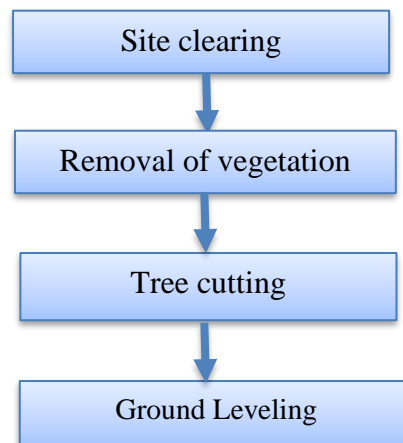 Site clearing
Removal of vegetation
Tree cutting
Ground Leveling